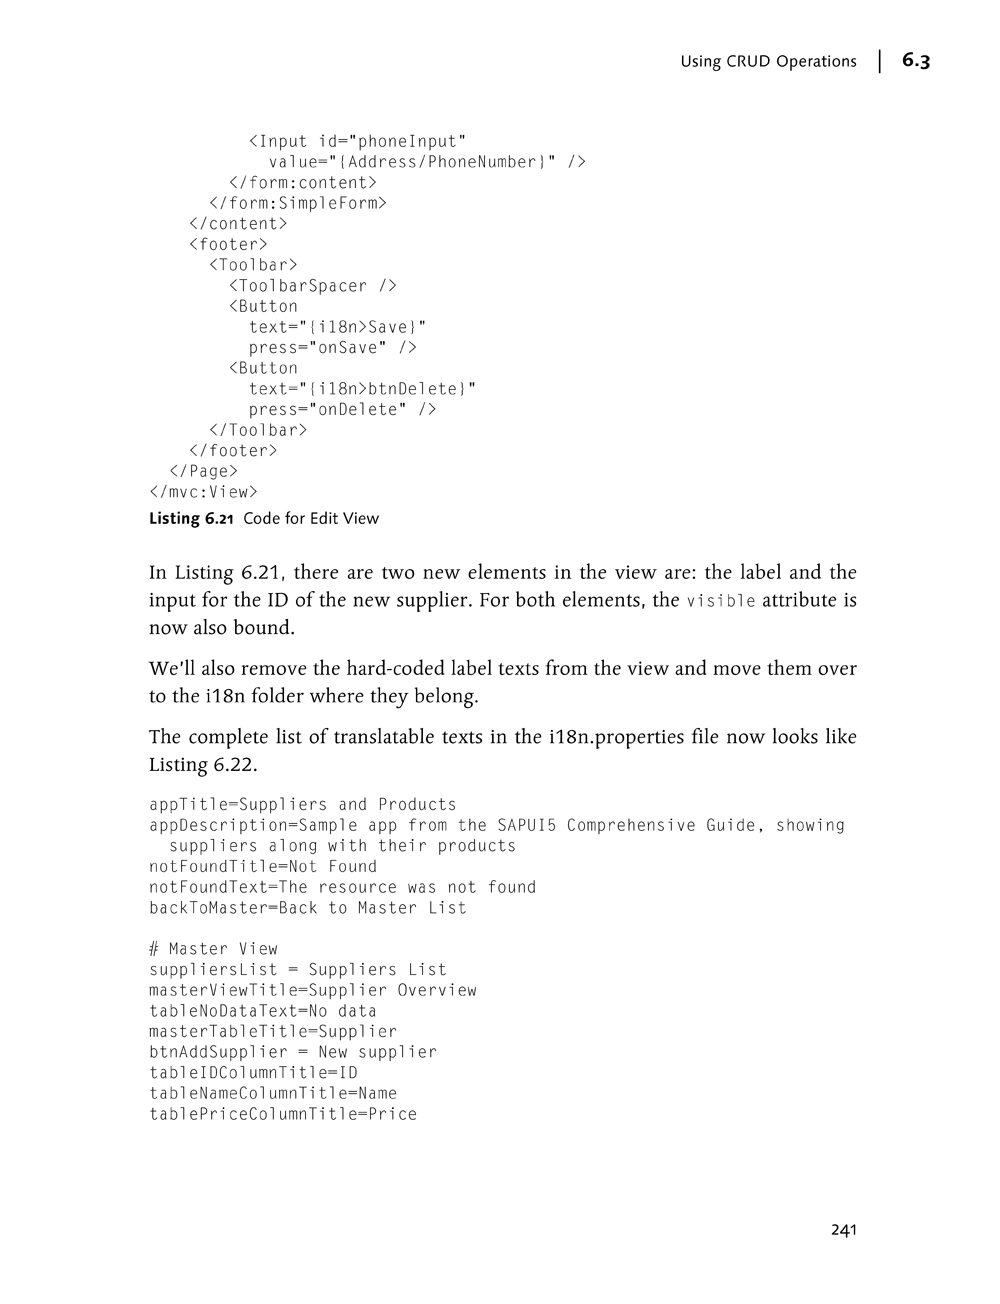 Using CRUD Operations | 6.3
<Input id="phoneInput"
value="{Address/PhoneNumber}" />
</form:content>
</form:SimpleForm>
</content>
<footer>
<Toolbar>
<ToolbarSpacer />
<Button
text="{i18n>Save}"
press="onSave" />
<Button
text="{i18n>btnDelete}"
press="onDelete" />
</Toolbar>
</footer>
</Page>
</mvc:View>
Listing 6.21 Code for Edit View
In Listing 6.21, there are two new elements in the view are: the label and the
input for the ID of the new supplier. For both elements, the visible attribute is
now also bound.
We'll also remove the hard-coded label texts from the view and move them over
to the i18n folder where they belong.
The complete list of translatable texts in the i18n.properties file now looks like
Listing 6.22.
appTitle=Suppliers and Products
appDescription=Sample app from the SAPUI5 Comprehensive Guide, showing
suppliers along with their products
notFoundTitle=Not Found
notFoundText=The resource was not found
backToMaster=Back to Master List
# Master View
suppliersList = Suppliers List
masterViewTitle=Supplier Overview
tableNoDataText=No data
masterTableTitle=Supplier
btnAddSupplier = New supplier
tableIDColumnTitle=ID
tableNameColumnTitle=Name
tablePriceColumnTitle=Price
241